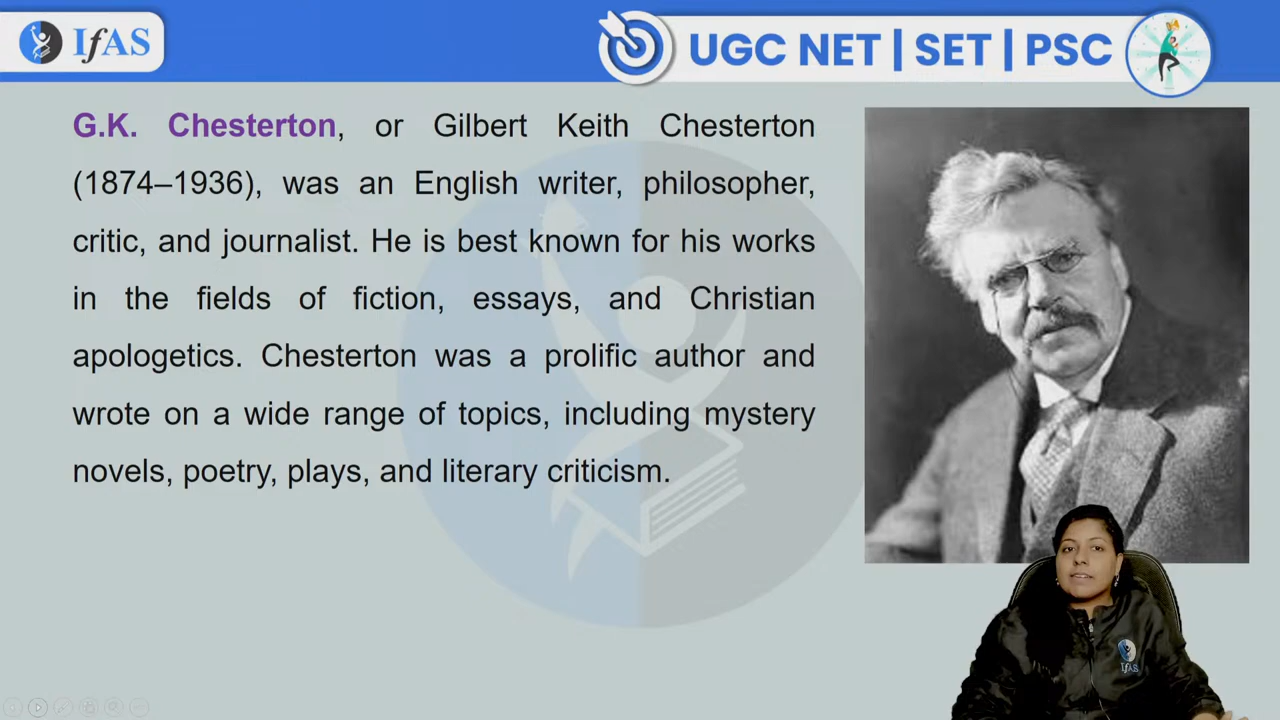 IfAS
UGC NET | SET | PSC
G.K. Chesterton, or Gilbert Keith Chesterton
(1874–1936), was an English writer, philosopher,
critic, and journalist. He is best known for his works
in the fields of fiction, essays, and Christian
apologetics. Chesterton was a prolific author and
wrote on a wide range of topics, including mystery
novels, poetry, plays, and literary criticism.
IfAS